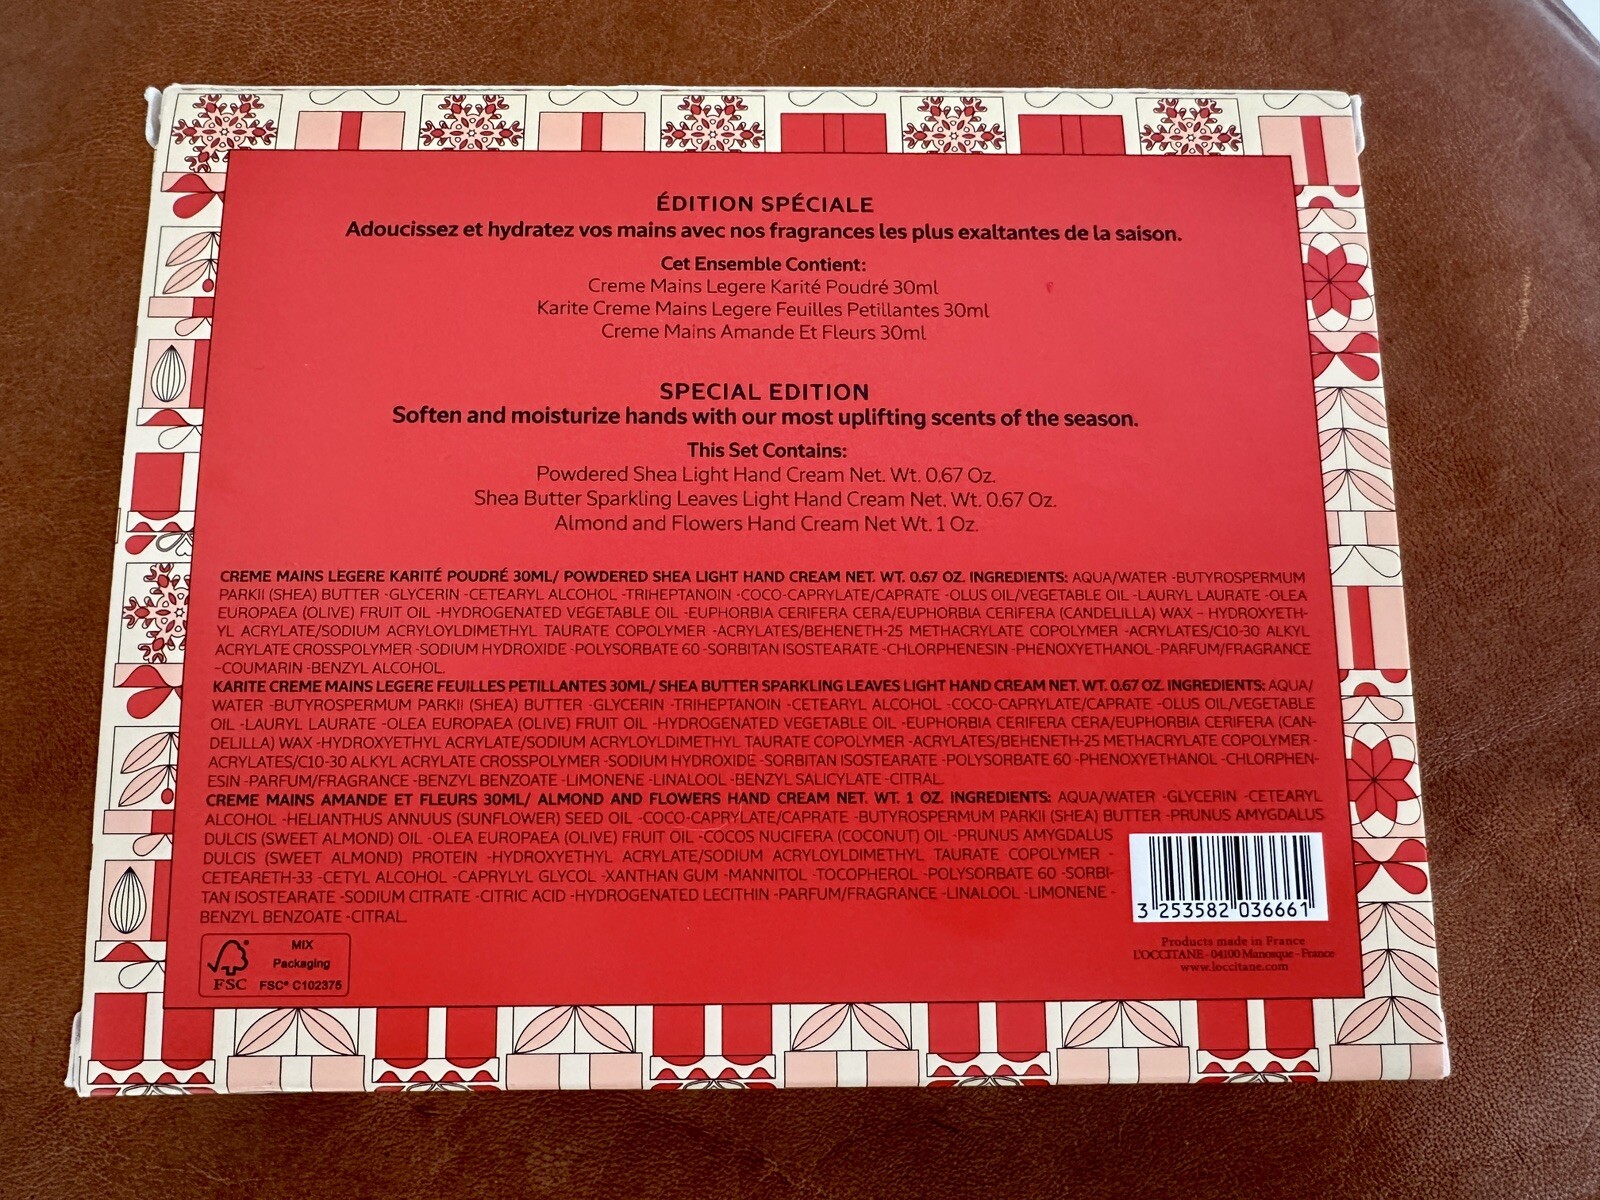 ÉDITION SPÉCIALE
Adoucissez et hydratez vos mains avec nos fragrances les plus exaltantes de la saison.
Cet Ensemble Contient:
Creme Mains Legere Karité Poudré 30ml
Karite Creme Mains Legere Feuilles Petillantes 30ml
Creme Mains Amande Et Fleurs 30ml
SPECIAL EDITION
Soften and moisturize hands with our most uplifting scents of the season.
This Set Contains:
Powdered Shea Light Hand Cream Net. Wt. 0.67 Oz.
Shea Butter Sparkling Leaves Light Hand Cream Net. Wt. 0.67 Oz.
Almond and Flowers Hand Cream Net Wt. 1 Oz.
CREME MAINS LEGERE KARITÉ POUDRÉ 30ML/ POWDERED SHEA LIGHT HAND CREAM NET. WT. 0.67 OZ. INGREDIENTS: AQUA/WATER -BUTYROSPERMUM
PARKII (SHEA) BUTTER -GLYCERIN -CETEARYL ALCOHOL -TRIHEPTANOIN -COCO-CAPRYLATE/CAPRATE -OLUS OIL/VEGETABLE OIL -LAURYL LAURATE -OLEA
EUROPAEA (OLIVE) FRUIT OIL -HYDROGENATED VEGETABLE OIL -EUPHORBIA CERIFERA CERA/EUPHORBIA CERIFERA (CANDELILLA) WAX – HYDROXYETH-
YL ACRYLATE/SODIUM ACRYLOYLDIMETHYL TAURATE COPOLYMER -ACRYLATES/BEHENETH-25 METHACRYLATE COPOLYMER -ACRYLATES/C10-30 ALKYL
ACRYLATE CROSSPOLYMER -SODIUM HYDROXIDE -POLYSORBATE 60 -SORBITAN ISOSTEARATE -CHLORPHENESIN -PHENOXYETHANOL -PARFUM/FRAGRANCE
–COUMARIN -BENZYL ALCOHOL.
KARITE CREME MAINS LEGERE FEUILLES PETILLANTES 30ML/ SHEA BUTTER SPARKLING LEAVES LIGHT HAND CREAM NET. WT. 0.67 OZ. INGREDIENTS: AQUA/
WATER -BUTYROSPERMUM PARKII (SHEA) BUTTER -GLYCERIN -TRIHEPTANOIN -CETEARYL ALCOHOL -COCO-CAPRYLATE/CAPRATE -OLUS OIL/VEGETABLE
OIL -LAURYL LAURATE -OLEA EUROPAEA (OLIVE) FRUIT OIL -HYDROGENATED VEGETABLE OIL -EUPHORBIA CERIFERA CERA/EUPHORBIA CERIFERA (CAN-
DELILLA) WAX -HYDROXYETHYL ACRYLATE/SODIUM ACRYLOYLDIMETHYL TAURATE COPOLYMER -ACRYLATES/BEHENETH-25 METHACRYLATE COPOLYMER -
ACRYLATES/C10-30 ALKYL ACRYLATE CROSSPOLYMER -SODIUM HYDROXIDE -SORBITAN ISOSTEARATE -POLYSORBATE 60 -PHENOXYETHANOL -CHLORPHEN-
ESIN -PARFUM/FRAGRANCE -BENZYL BENZOATE -LIMONENE -LINALOOL -BENZYL SALICYLATE -CITRAL.
CREME MAINS AMANDE ET FLEURS 30ML/ ALMOND AND FLOWERS HAND CREAM NET. WT. 1 OZ. INGREDIENTS: AQUA/WATER -GLYCERIN -CETEARYL
ALCOHOL -HELIANTHUS ANNUUS (SUNFLOWER) SEED OIL -COCO-CAPRYLATE/CAPRATE -BUTYROSPERMUM PARKII (SHEA) BUTTER -PRUNUS AMYGDALUS
DULCIS (SWEET ALMOND) OIL -OLEA EUROPAEA (OLIVE) FRUIT OIL -COCOS NUCIFERA (COCONUT) OIL -PRUNUS AMYGDALUS
DULCIS (SWEET ALMOND) PROTEIN -HYDROXYETHYL ACRYLATE/SODIUM ACRYLOYLDIMETHYL TAURATE COPOLYMER -
CETEARETH-33 -CETYL ALCOHOL -CAPRYLYL GLYCOL -XANTHAN GUM -MANNITOL -TOCOPHEROL -POLYSORBATE 60 -SORBI-
TAN ISOSTEARATE -SODIUM CITRATE -CITRIC ACID -HYDROGENATED LECITHIN -PARFUM/FRAGRANCE -LINALOOL -LIMONENE -
BENZYL BENZOATE -CITRAL.
3 253582 036661
Products made in France
L'OCCITANE - 04100 Manosque - France
www.loccitane.com
FSC
MIX
Packaging
FSC® C102375